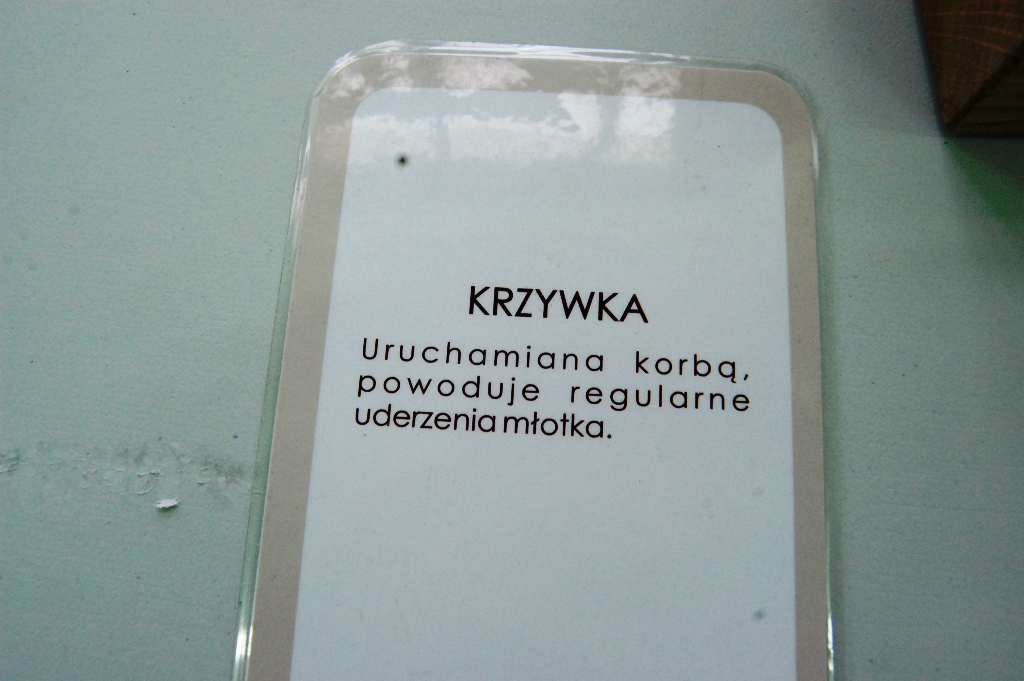 KRZYWKA
Uruchamiana korbą,
powoduje regularne
uderzenia młotka.